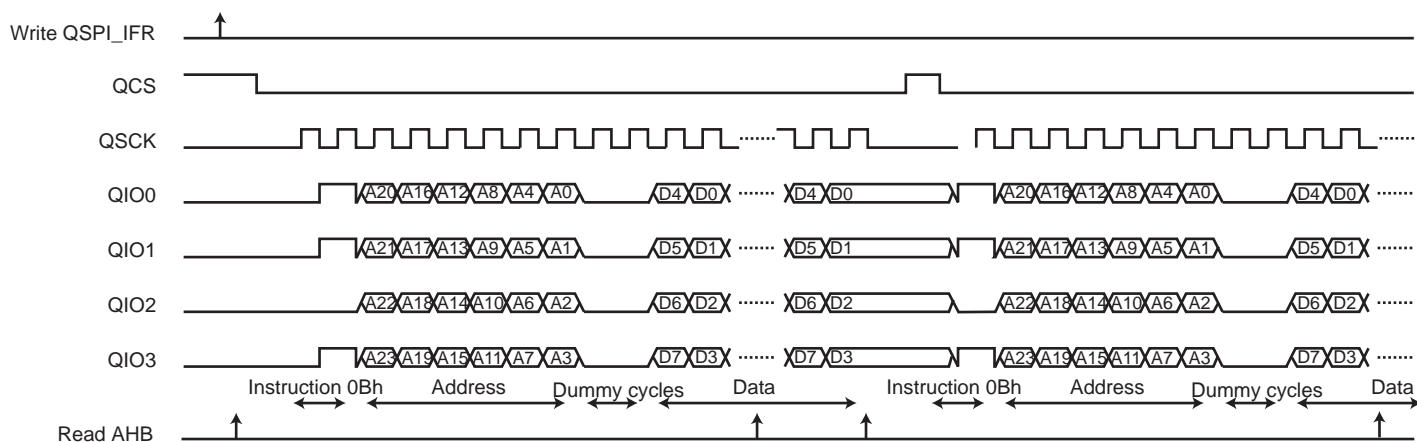 Write QSPI_IFR
QCS
QSCK
QIO0 A20 A16 A12 A8 A4 A0 D4 D0 D4 D0 A20 A16 A12 A8 A4 A0 D4 D0
QIO1 A21 A17 A13 A9 A5 A1 D5 D1 D5 D1 A21 A17 A13 A9 A5 A1 D5 D1
QIO2 A22 A18 A14 A10 A6 A2 D6 D2 D6 D2 A22 A18 A14 A10 A6 A2 D6 D2
QIO3 A23 A19 A15 A11 A7 A3 D7 D3 D7 D3 A23 A19 A15 A11 A7 A3 D7 D3
Instruction 0Bh Address Dummy cycles Data Instruction 0Bh Address Dummy cycles Data
Read AHB